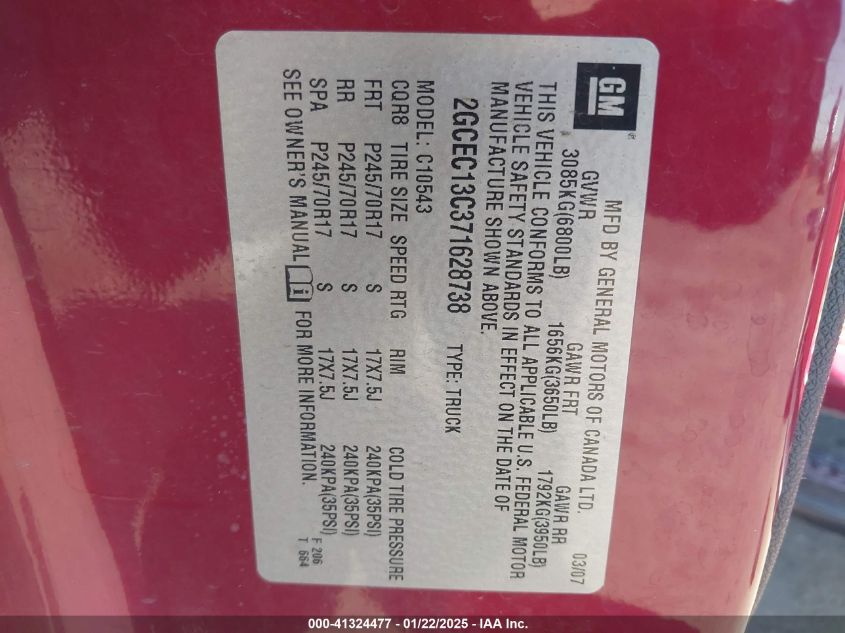 GM
MFD BY GENERAL MOTORS OF CANADA LTD. 03/07
GVWR GAWR FRT GAWR RR
3085KG(6800LB) 1656KG(3650LB) 1792KG(3950LB)
THIS VEHICLE CONFORMS TO ALL APPLICABLE U.S. FEDERAL MOTOR
VEHICLE SAFETY STANDARDS IN EFFECT ON THE DATE OF
MANUFACTURE SHOWN ABOVE.
2GCEC13C371628738 TYPE: TRUCK
MODEL: C10543
CQR8 TIRE SIZE SPEED RTG RIM COLD TIRE PRESSURE
FRT P245/70R17 S 17X7.5J 240KPA(35PSI)
RR P245/70R17 S 17X7.5J 240KPA(35PSI)
SPA P245/70R17 S 17X7.5J 240KPA(35PSI)
SEE OWNER'S MANUAL i FOR MORE INFORMATION.
F 206
T 664
000-41324477 - 01/22/2025 - IAA Inc.